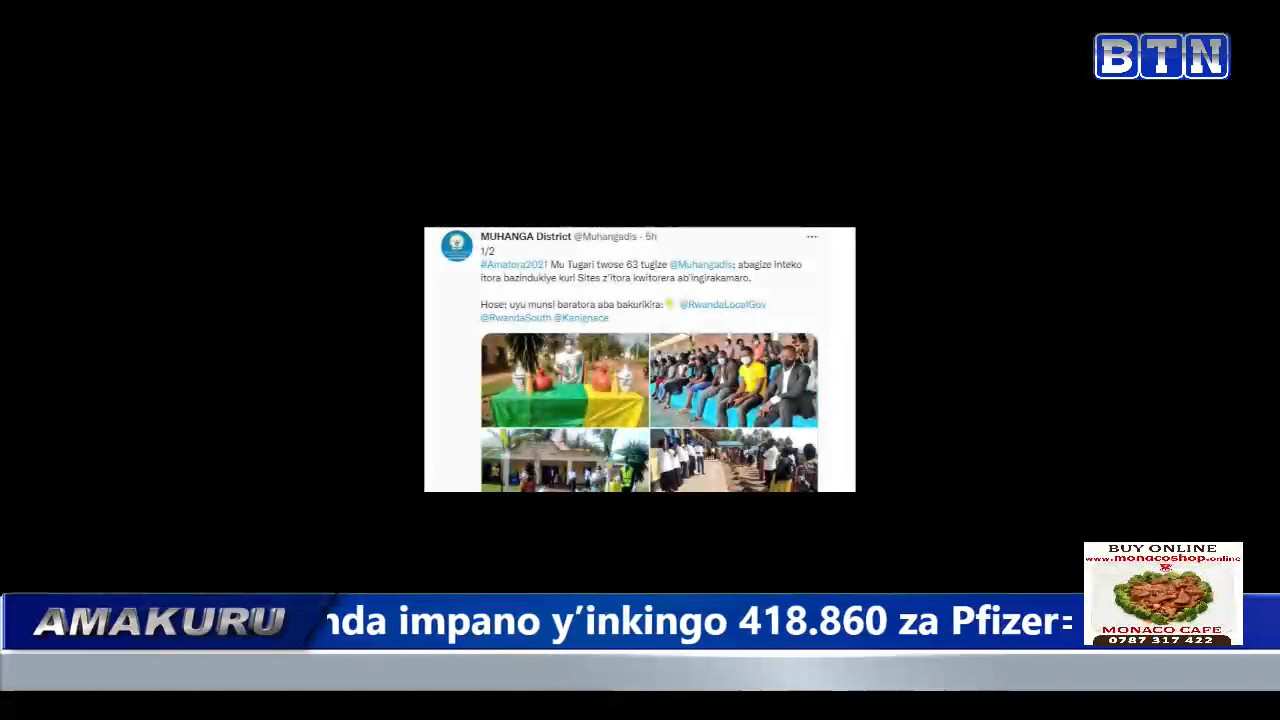 BTN
MUHANGA District @Muhangadis · 5h
1/2
#Amatora2021 Mu Tugari twose 63 tugize @Muhangadis; abagize inteko
itora bazindukiye kuri Sites z'itora kwitorera ab'ingirakamaro.
Hose; uyu munsi baratora aba bakurikira: @RwandaLocalGov
@RwandaSouth @Kanignace
BUY ONLINE
www.monacoshop.online
MONACO CAFE
0787 317 422
AMAKURU
nda impano y'inkingo 418.860 za Pfizer=